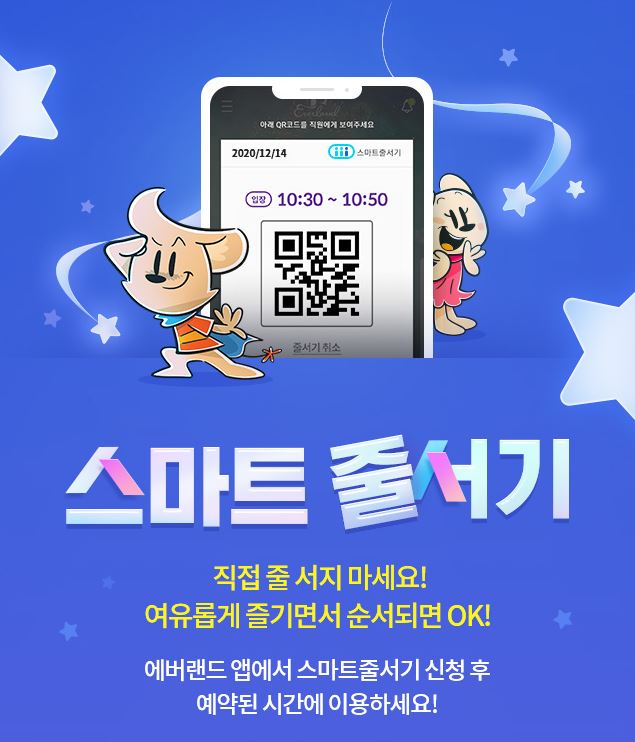 Everland
아래 QR코드를 직원에게 보여주세요
2020/12/14 스마트줄서기
입장 10:30 ~ 10:50
줄서기 취소
스마트 줄서기
직접 줄 서지 마세요!
여유롭게 즐기면서 순서되면 OK!
에버랜드 앱에서 스마트줄서기 신청 후
예약된 시간에 이용하세요!